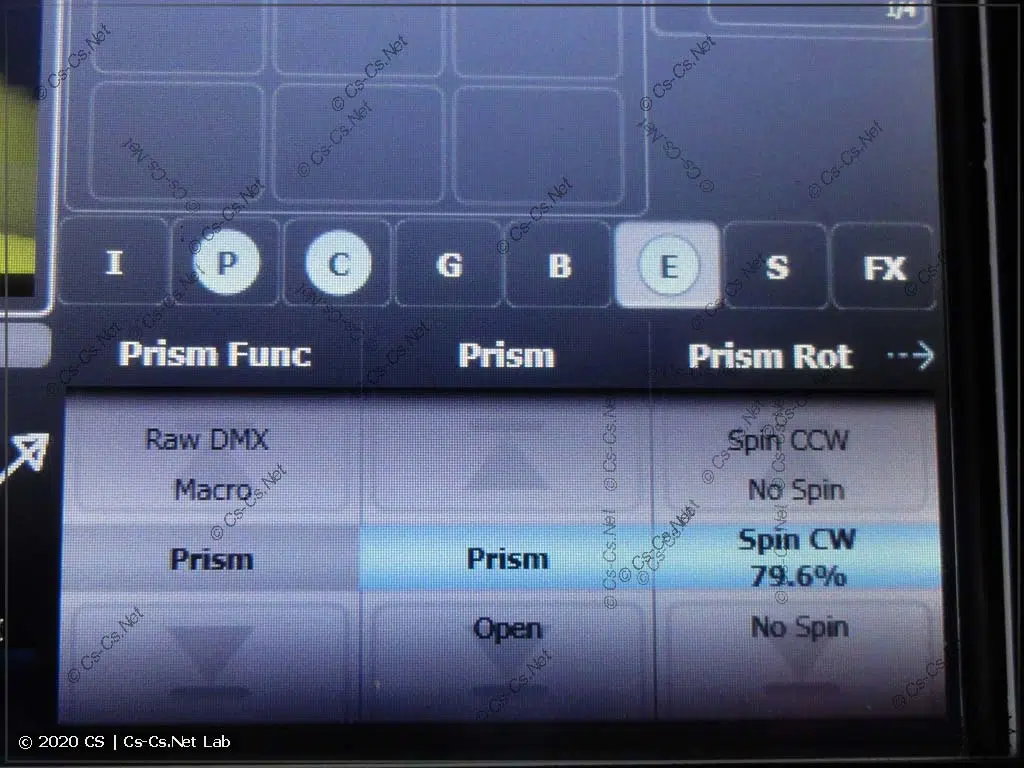 1/4
I P C G B E S FX
Prism Func Prism Prism Rot
Raw DMX Spin CCW
Macro No Spin
Prism Prism Spin CW
79.6%
Open No Spin
© Cs-Cs.Net
© 2020 CS | Cs-Cs.Net Lab